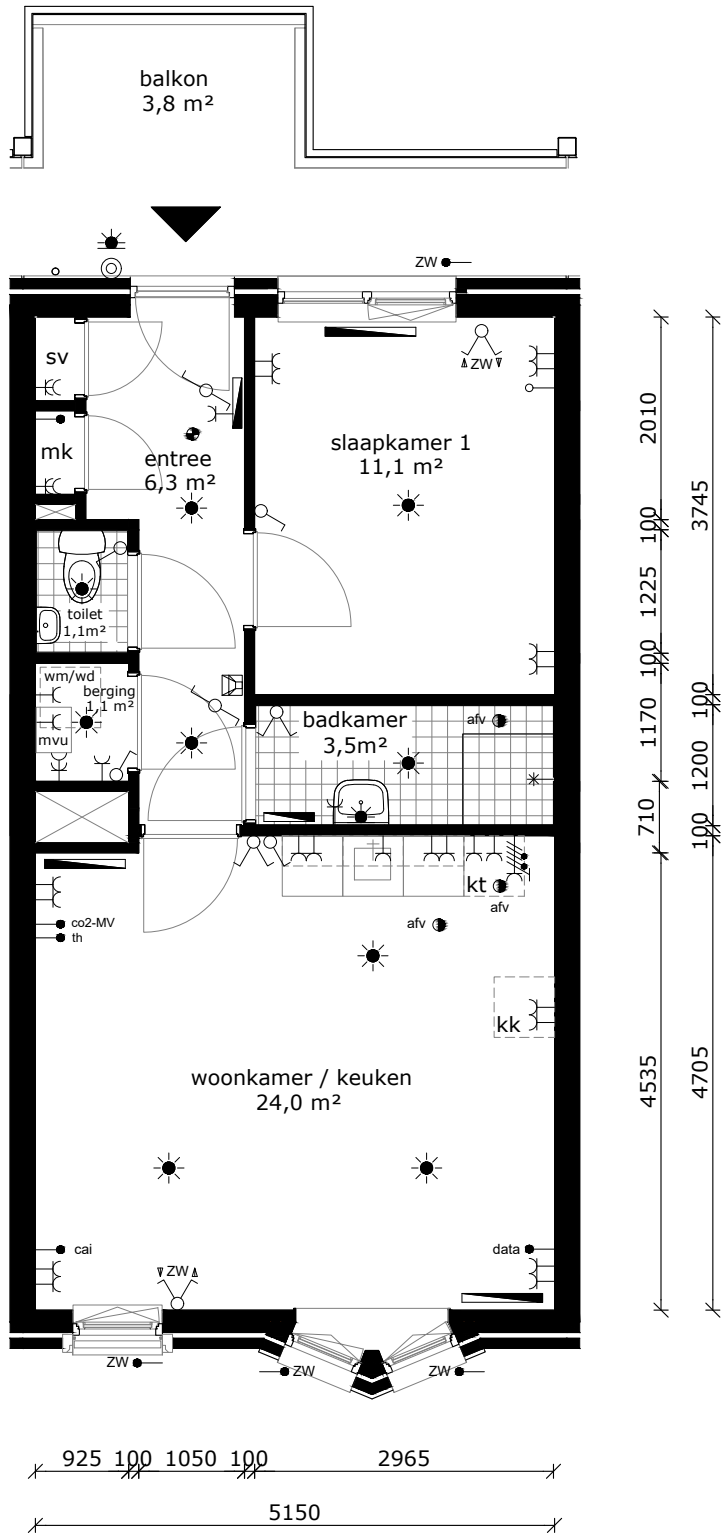 balkon
3,8 m²
ZW
sv
ZW
mk
entree
6,3 m²
slaapkamer 1
11,1 m²
toilet
1,1m²
wm/wd
berging
1,1 m²
mvu
badkamer
3,5m²
afv
kt
afv
afv
co2-MV
th
kk
woonkamer / keuken
24,0 m²
cai
data
ZW
ZW
ZW
ZW
2010
100
1225
100
1170
710
4535
3745
100
1200
100
4705
925 100 1050 100 2965
5150